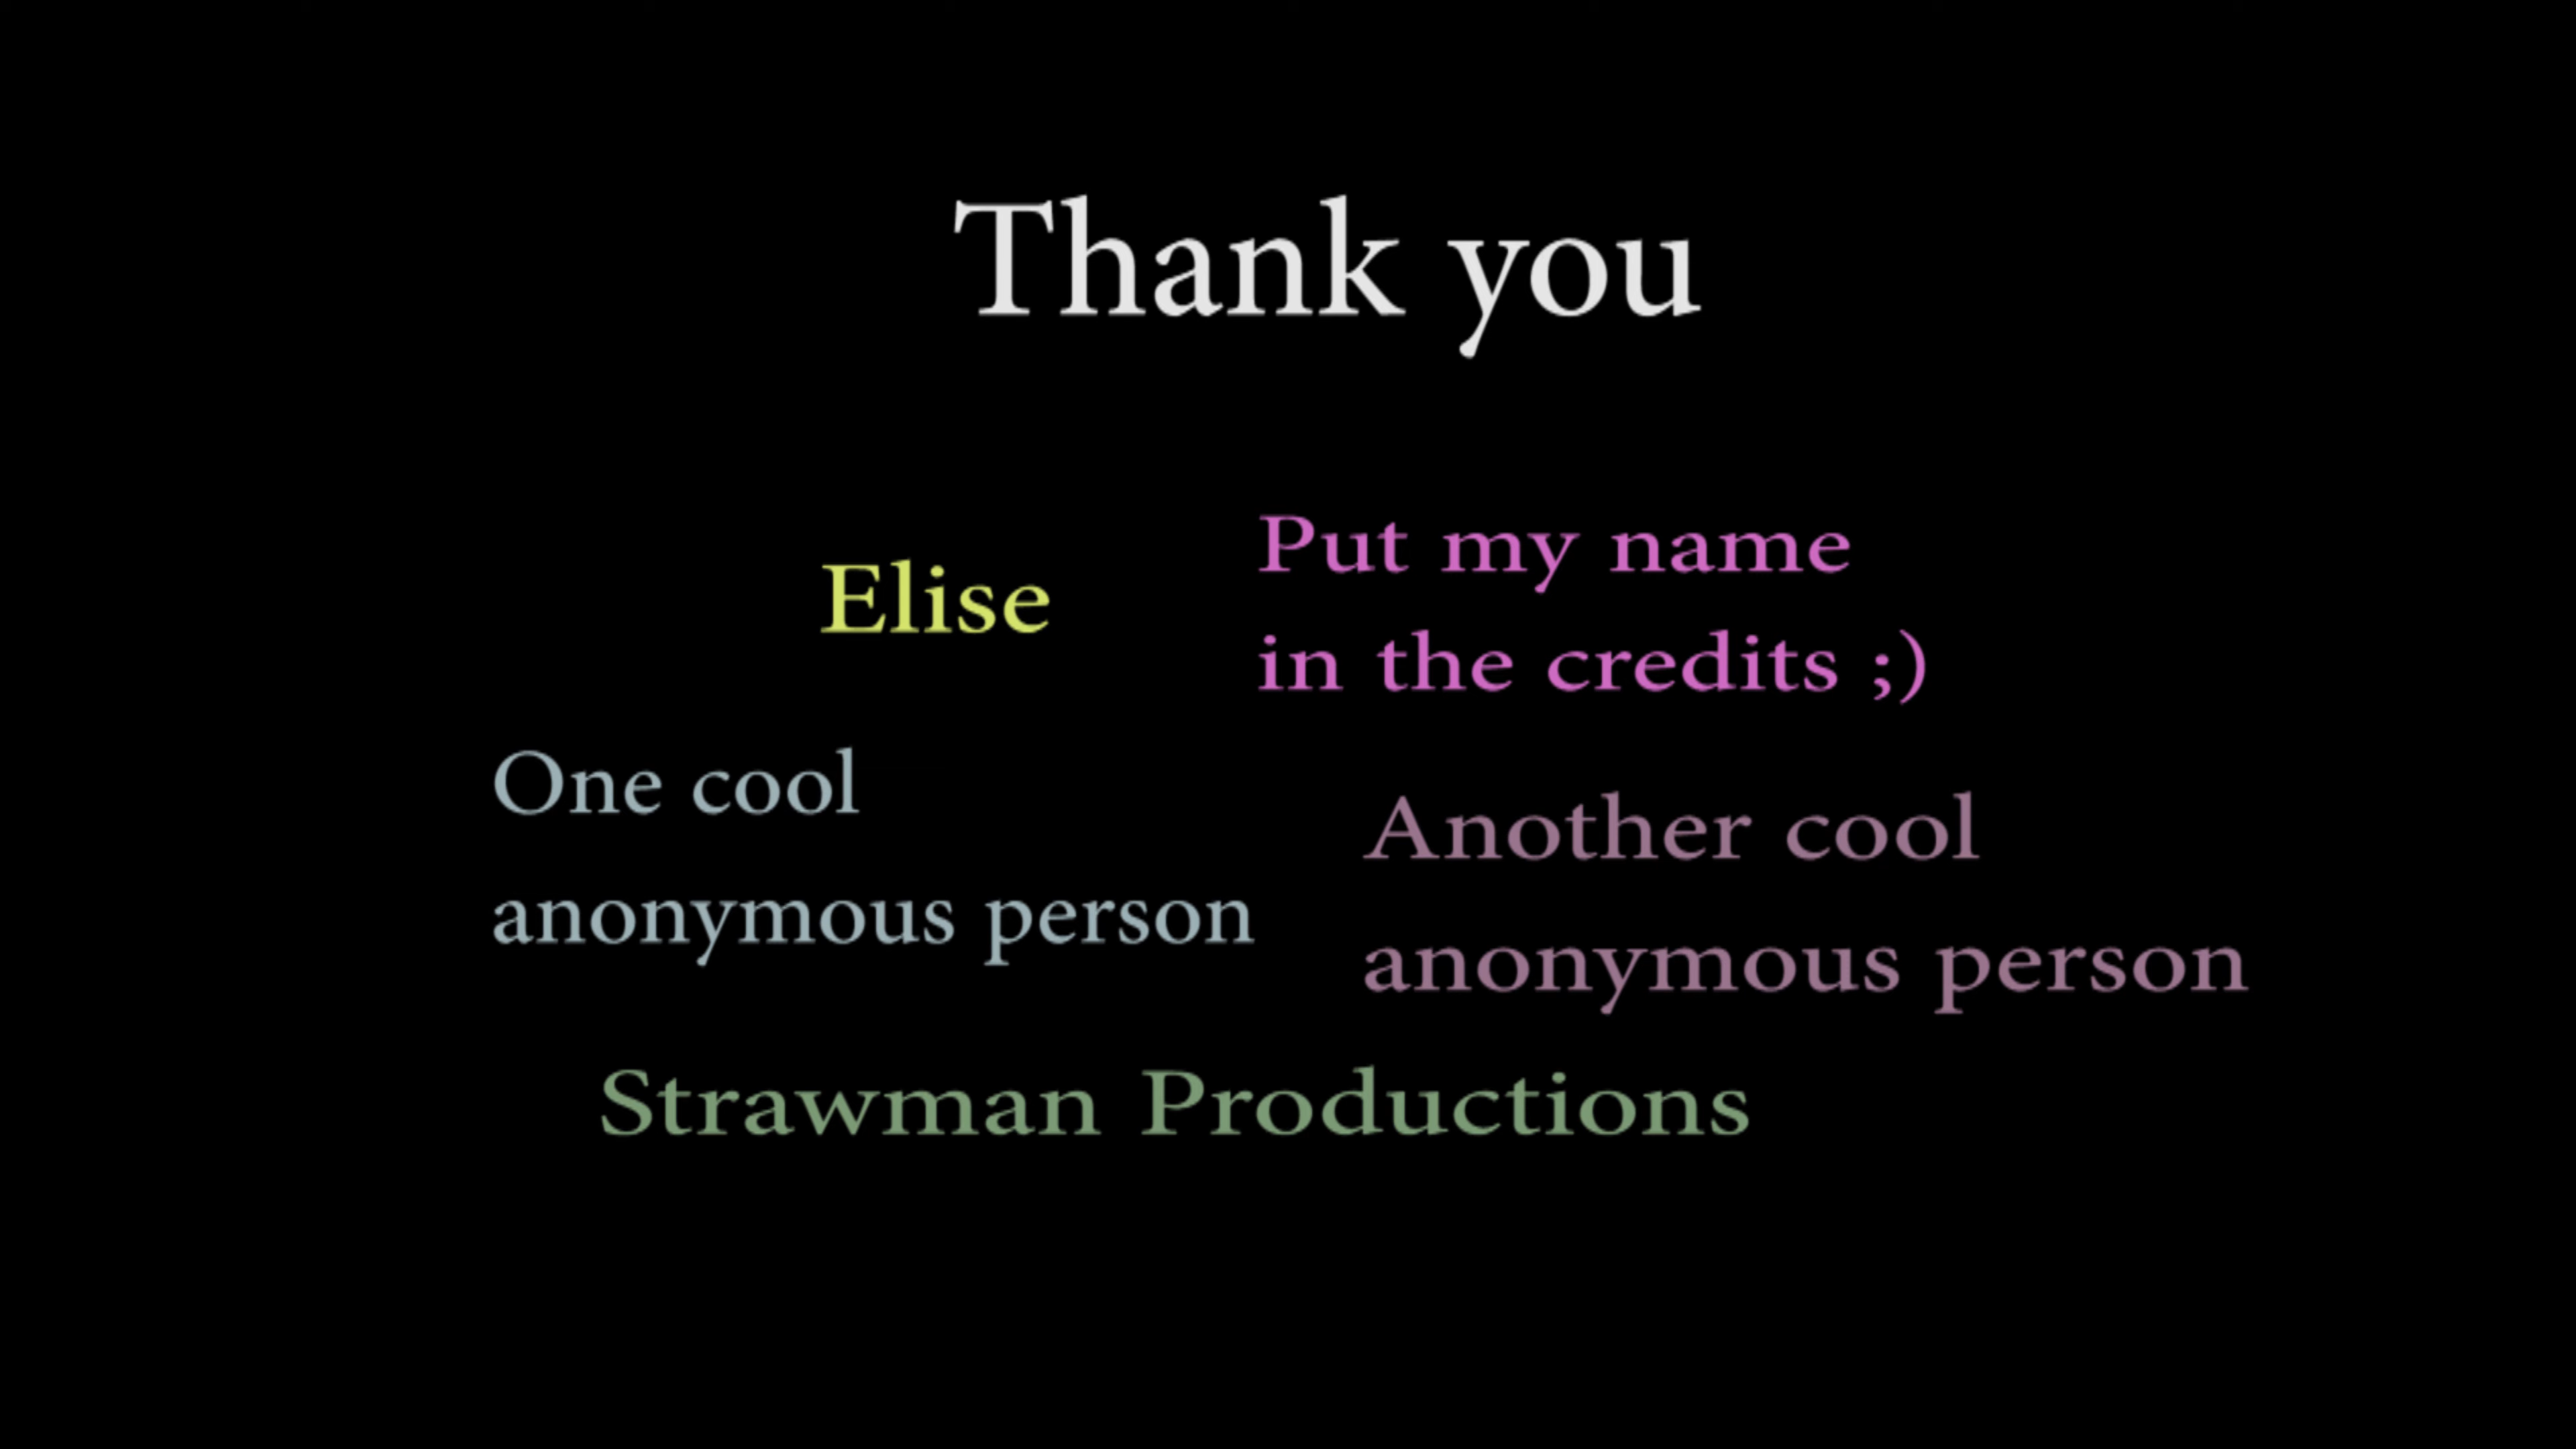 Thank you
Elise
Put my name
in the credits ;)
One cool
anonymous person
Another cool
anonymous person
Strawman Productions